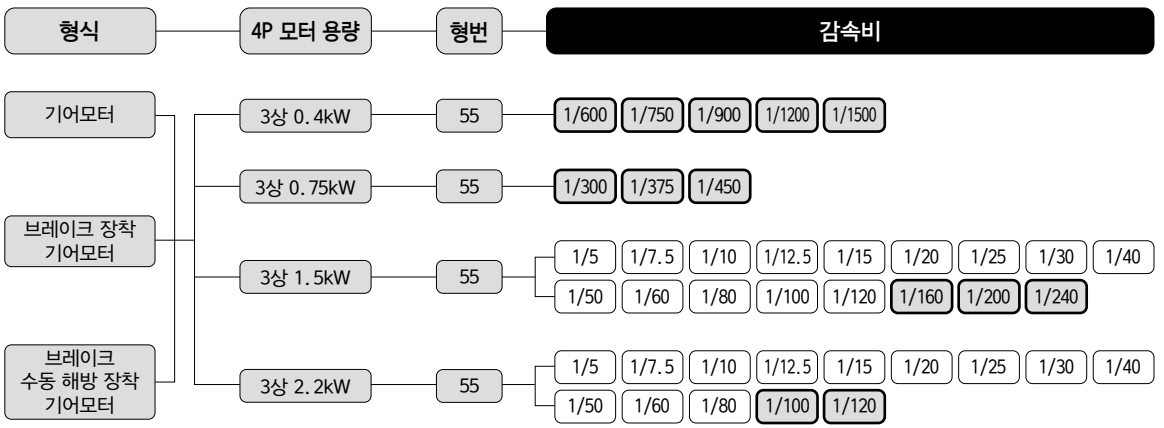 형식 4P 모터 용량 형번 감속비
기어모터
3상 0.4kW 55 1/600 1/750 1/900 1/1200 1/1500
3상 0.75kW 55 1/300 1/375 1/450
브레이크 장착
기어모터
3상 1.5kW 55
1/5 1/7.5 1/10 1/12.5 1/15 1/20 1/25 1/30 1/40
1/50 1/60 1/80 1/100 1/120 1/160 1/200 1/240
브레이크
수동 해방 장착
기어모터
3상 2.2kW 55
1/5 1/7.5 1/10 1/12.5 1/15 1/20 1/25 1/30 1/40
1/50 1/60 1/80 1/100 1/120